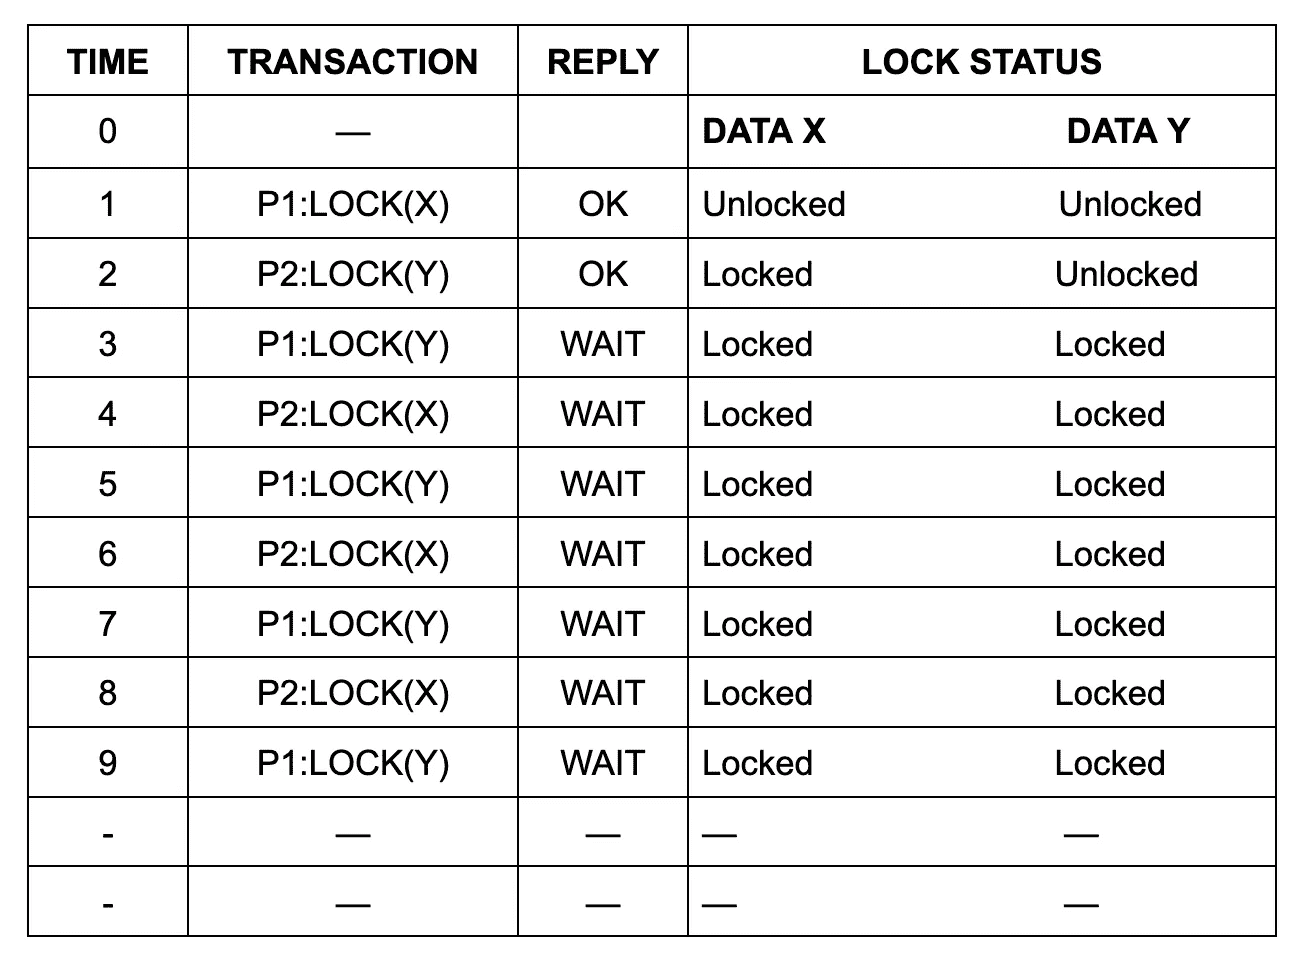 TIME TRANSACTION REPLY LOCK STATUS
0 — DATA X DATA Y
1 P1:LOCK(X) OK Unlocked Unlocked
2 P2:LOCK(Y) OK Locked Unlocked
3 P1:LOCK(Y) WAIT Locked Locked
4 P2:LOCK(X) WAIT Locked Locked
5 P1:LOCK(Y) WAIT Locked Locked
6 P2:LOCK(X) WAIT Locked Locked
7 P1:LOCK(Y) WAIT Locked Locked
8 P2:LOCK(X) WAIT Locked Locked
9 P1:LOCK(Y) WAIT Locked Locked
- — — — —
- — — — —